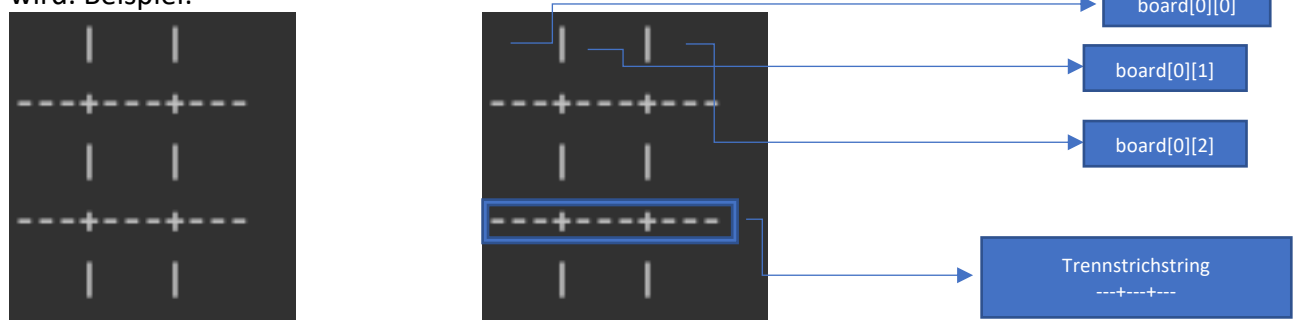 wird. Beispiel:
   |   |
---+---+---
   |   |
---+---+---
   |   |
   |   |
---+---+---
   |   |
---+---+---
   |   |
board[0][0]
board[0][1]
board[0][2]
Trennstrichstring
---+---+---